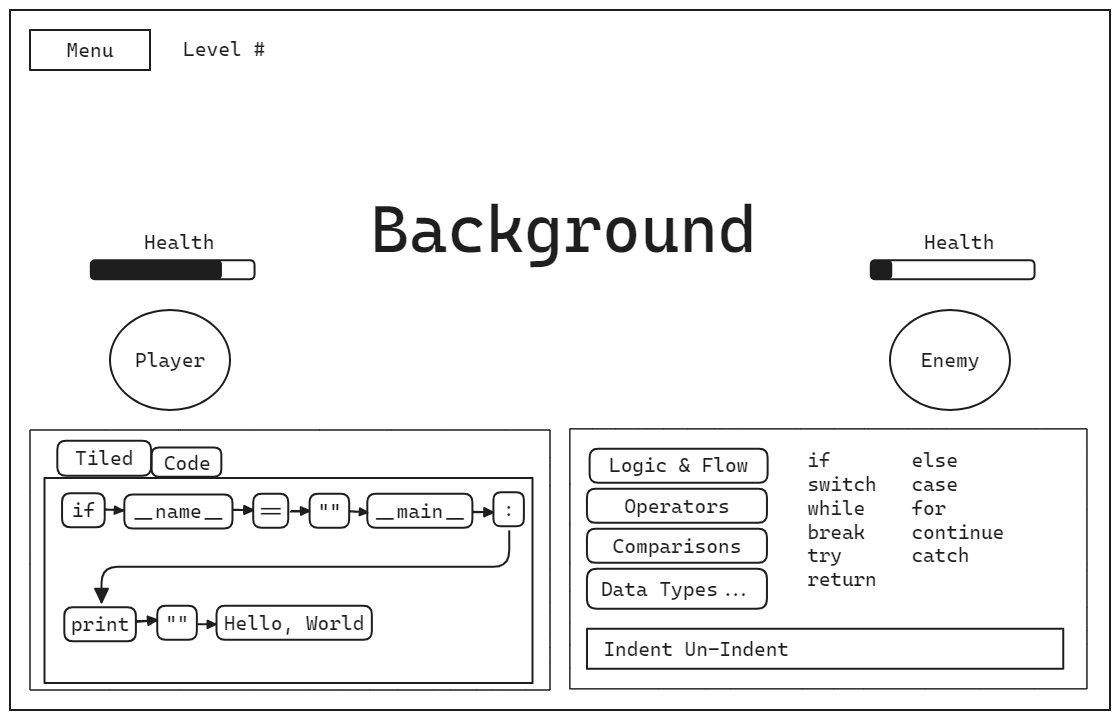 Menu
Level #
Background
Health
Health
Player
Enemy
Tiled
Code
if
__name__
==
""
__main__
:
print
""
Hello, World
Logic & Flow
Operators
Comparisons
Data Types...
if else
switch case
while for
break continue
try catch
return
Indent Un-Indent